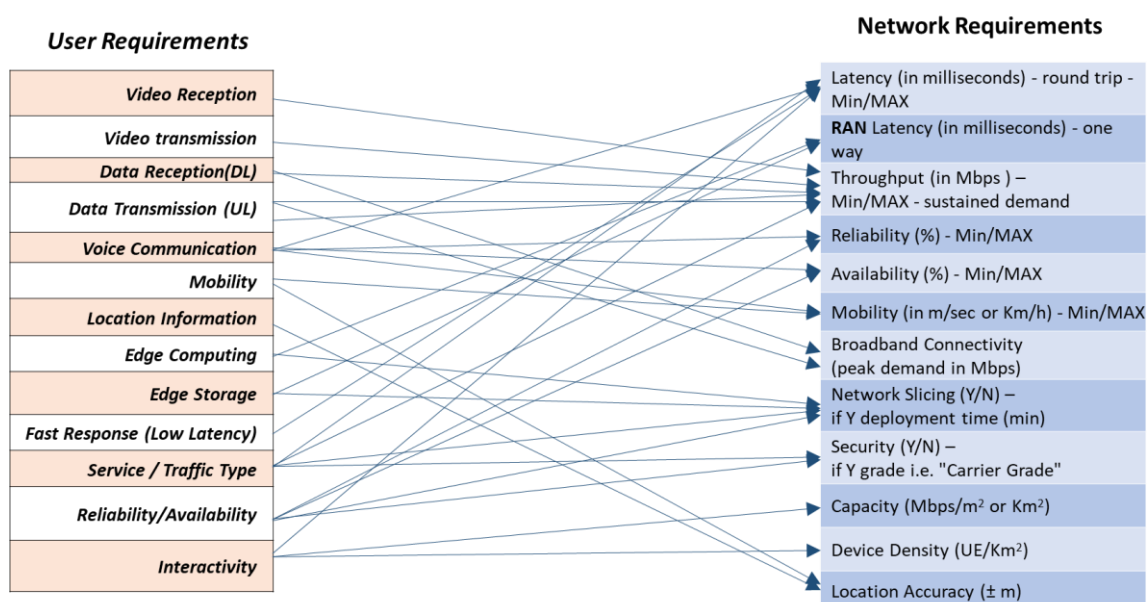 User Requirements
Video Reception
Video transmission
Data Reception(DL)
Data Transmission (UL)
Voice Communication
Mobility
Location Information
Edge Computing
Edge Storage
Fast Response (Low Latency)
Service / Traffic Type
Reliability/Availability
Interactivity
Network Requirements
Latency (in milliseconds) - round trip -
Min/MAX
RAN Latency (in milliseconds) - one
way
Throughput (in Mbps ) –
Min/MAX - sustained demand
Reliability (%) - Min/MAX
Availability (%) - Min/MAX
Mobility (in m/sec or Km/h) - Min/MAX
Broadband Connectivity
(peak demand in Mbps)
Network Slicing (Y/N) –
if Y deployment time (min)
Security (Y/N) –
if Y grade i.e. "Carrier Grade"
Capacity (Mbps/m² or Km²)
Device Density (UE/Km²)
Location Accuracy (± m)